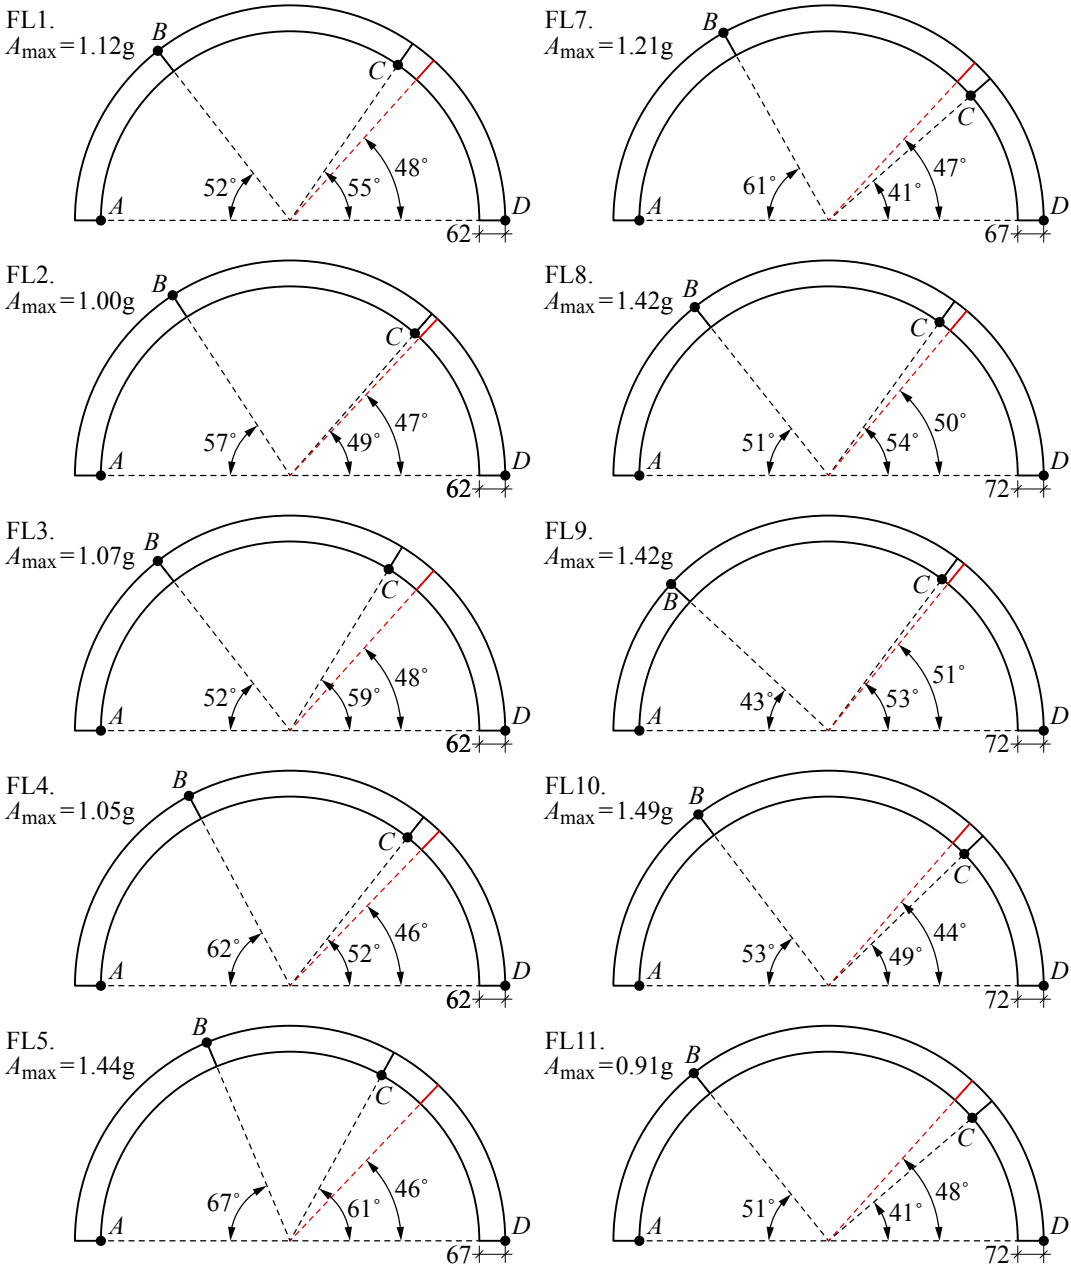 FL1.
Amax=1.12g
B
C
52°
55°
48°
A
D
62
FL2.
Amax=1.00g
B
C
57°
49°
47°
A
D
62
FL3.
Amax=1.07g
B
C
52°
59°
48°
A
D
62
FL4.
Amax=1.05g
B
C
62°
52°
46°
A
D
62
FL5.
Amax=1.44g
B
C
67°
61°
46°
A
D
67
FL7.
Amax=1.21g
B
C
61°
41°
47°
A
D
67
FL8.
Amax=1.42g
B
C
51°
54°
50°
A
D
72
FL9.
Amax=1.42g
B
C
43°
53°
51°
A
D
72
FL10.
Amax=1.49g
B
C
53°
49°
44°
A
D
72
FL11.
Amax=0.91g
B
C
51°
41°
48°
A
D
72